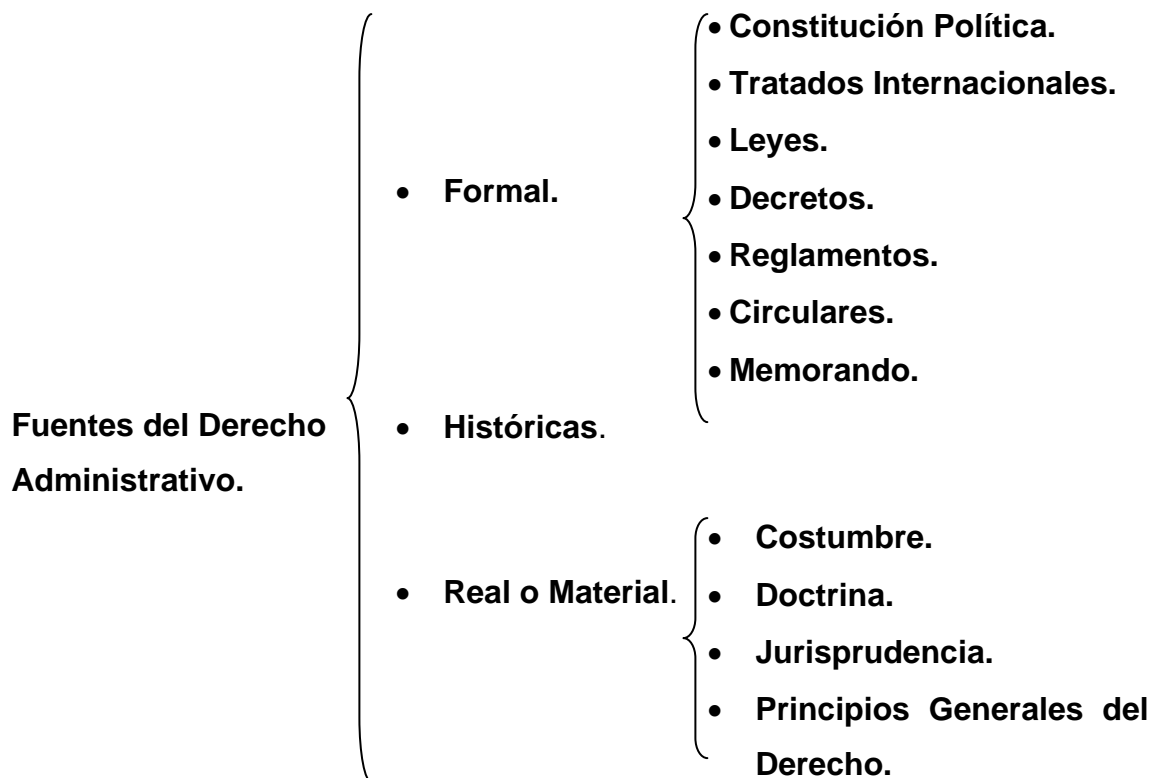 Fuentes del Derecho
Administrativo.
• Formal.
• Constitución Política.
• Tratados Internacionales.
• Leyes.
• Decretos.
• Reglamentos.
• Circulares.
• Memorando.
• Históricas.
• Real o Material.
• Costumbre.
• Doctrina.
• Jurisprudencia.
• Principios Generales del
Derecho.